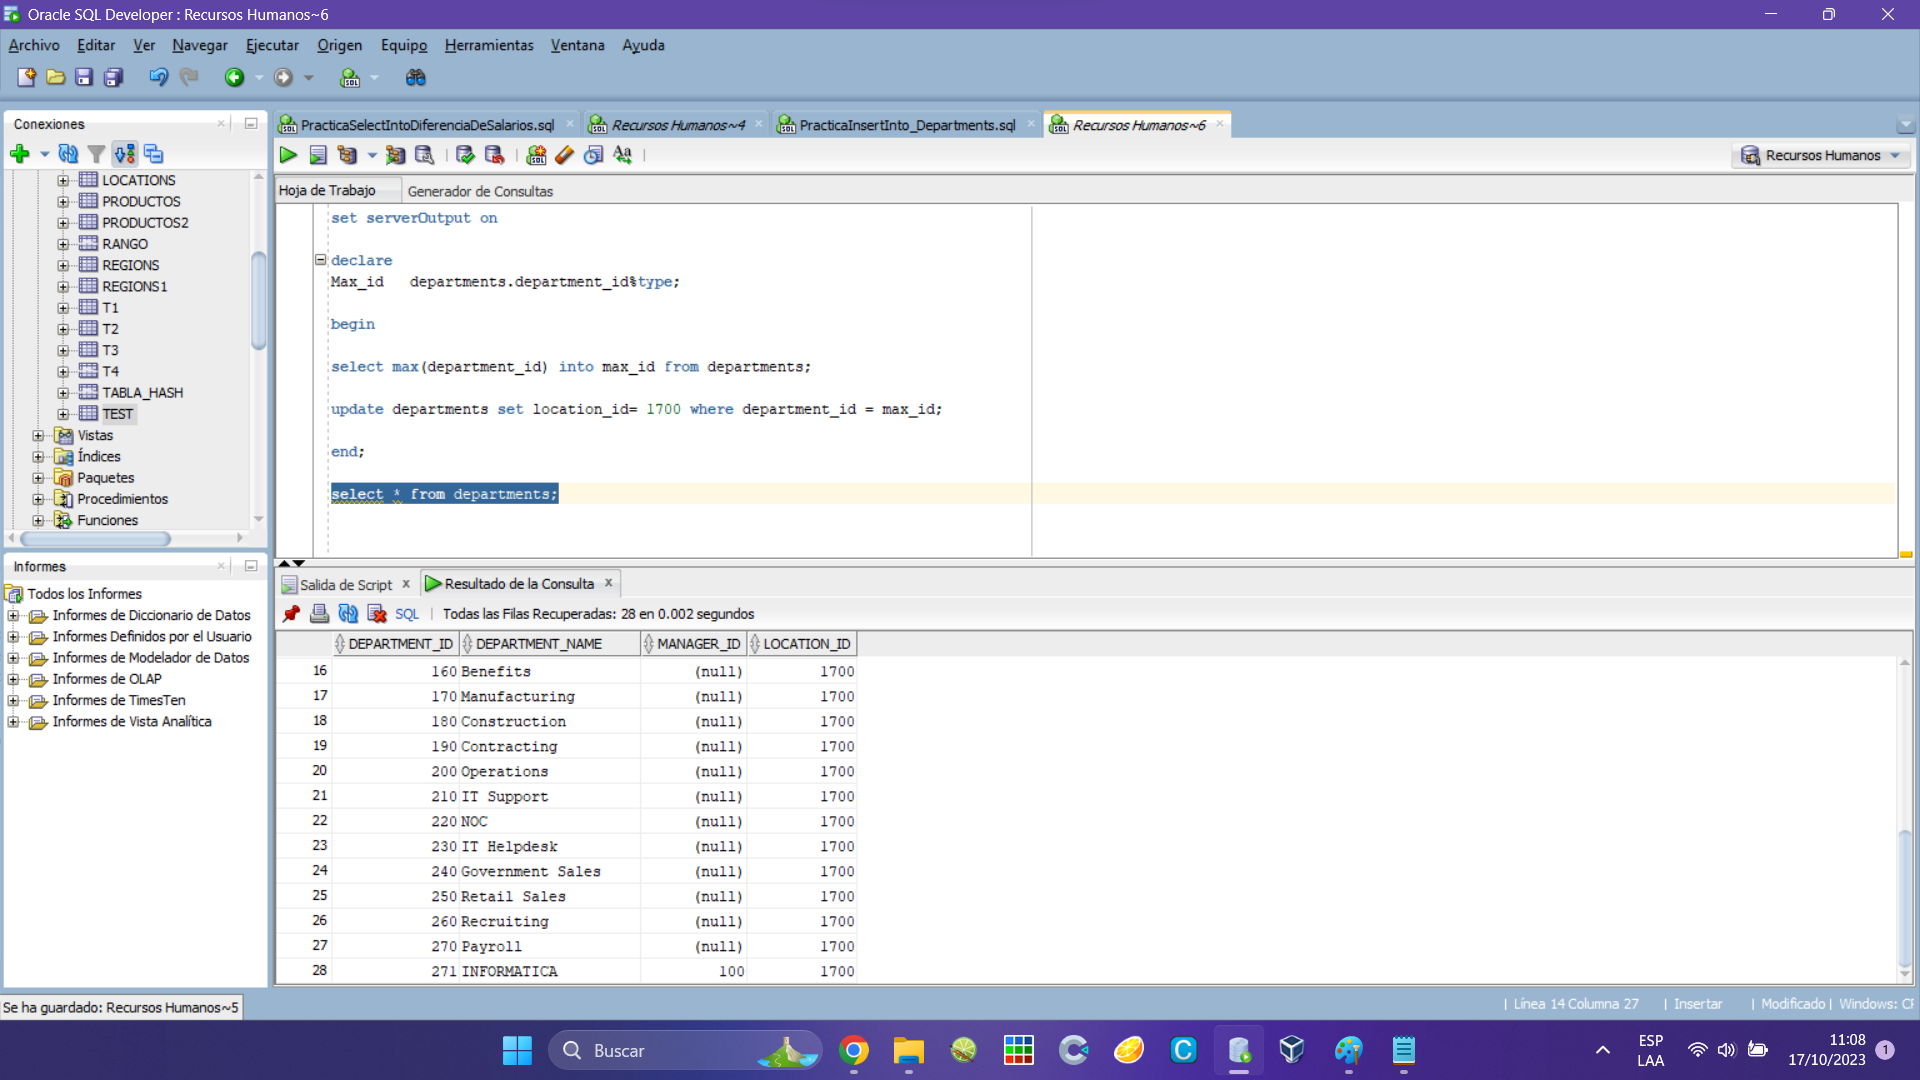 Oracle SQL Developer : Recursos Humanos~6
Archivo Editar Ver Navegar Ejecutar Origen Equipo Herramientas Ventana Ayuda
Conexiones
LOCATIONS
PRODUCTOS
PRODUCTOS2
RANGO
REGIONS
REGIONS1
T1
T2
T3
T4
TABLA_HASH
TEST
Vistas
Índices
Paquetes
Procedimientos
Funciones
Informes
Todos los Informes
Informes de Diccionario de Datos
Informes Definidos por el Usuario
Informes de Modelador de Datos
Informes de OLAP
Informes de TimesTen
Informes de Vista Analítica
PracticaSelectIntoDiferenciaDeSalarios.sql Recursos Humanos~4 PracticaInsertInto_Departments.sql Recursos Humanos~6
Recursos Humanos
Hoja de Trabajo Generador de Consultas
set serverOutput on
declare
Max_id departments.department_id%type;
begin
select max(department_id) into max_id from departments;
update departments set location_id= 1700 where department_id = max_id;
end;
select * from departments;
Salida de Script Resultado de la Consulta
SQL Todas las Filas Recuperadas: 28 en 0.002 segundos
DEPARTMENT_ID DEPARTMENT_NAME MANAGER_ID LOCATION_ID
16 160 Benefits (null) 1700
17 170 Manufacturing (null) 1700
18 180 Construction (null) 1700
19 190 Contracting (null) 1700
20 200 Operations (null) 1700
21 210 IT Support (null) 1700
22 220 NOC (null) 1700
23 230 IT Helpdesk (null) 1700
24 240 Government Sales (null) 1700
25 250 Retail Sales (null) 1700
26 260 Recruiting (null) 1700
27 270 Payroll (null) 1700
28 271 INFORMATICA 100 1700
Se ha guardado: Recursos Humanos~5
Línea 14 Columna 27 Insertar Modificado Windows: CR
Buscar
ESP
LAA
11:08
17/10/2023
1